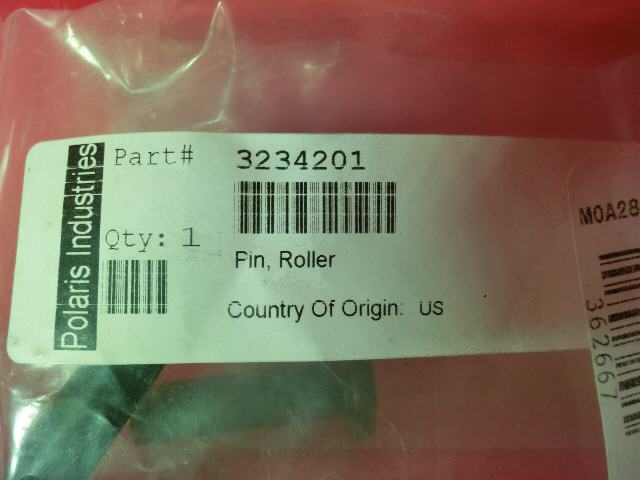 Polaris Industries
Part# 3234201
Qty: 1
Pin, Roller
Country Of Origin: US
M0A28
362667